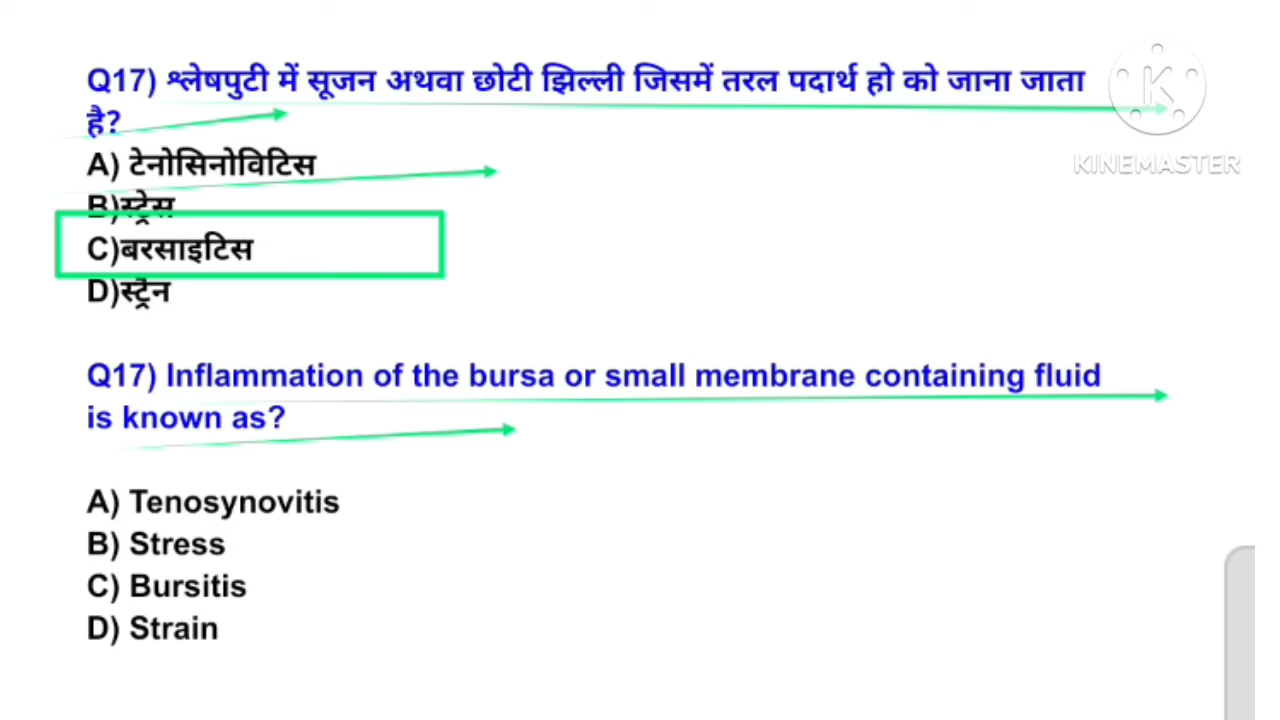 Q17) श्लेषपुटी में सूजन अथवा छोटी झिल्ली जिसमें तरल पदार्थ हो को जाना जाता
है?
A) टेनोसिनोविटिस
B)स्ट्रेस
C)बरसाइटिस
D)स्ट्रैन
Q17) Inflammation of the bursa or small membrane containing fluid
is known as?
A) Tenosynovitis
B) Stress
C) Bursitis
D) Strain
K
KINEMASTER